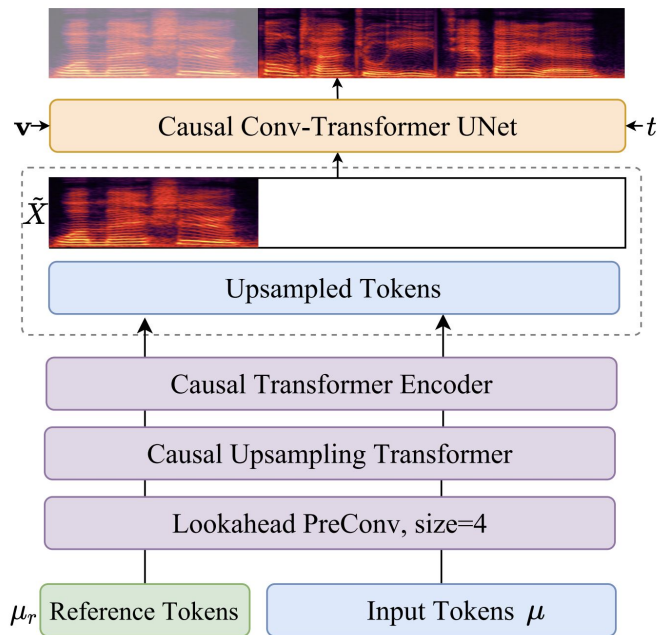 v
Causal Conv-Transformer UNet
t
X̃
Upsampled Tokens
Causal Transformer Encoder
Causal Upsampling Transformer
Lookahead PreConv, size=4
μᵣ
Reference Tokens
Input Tokens μ